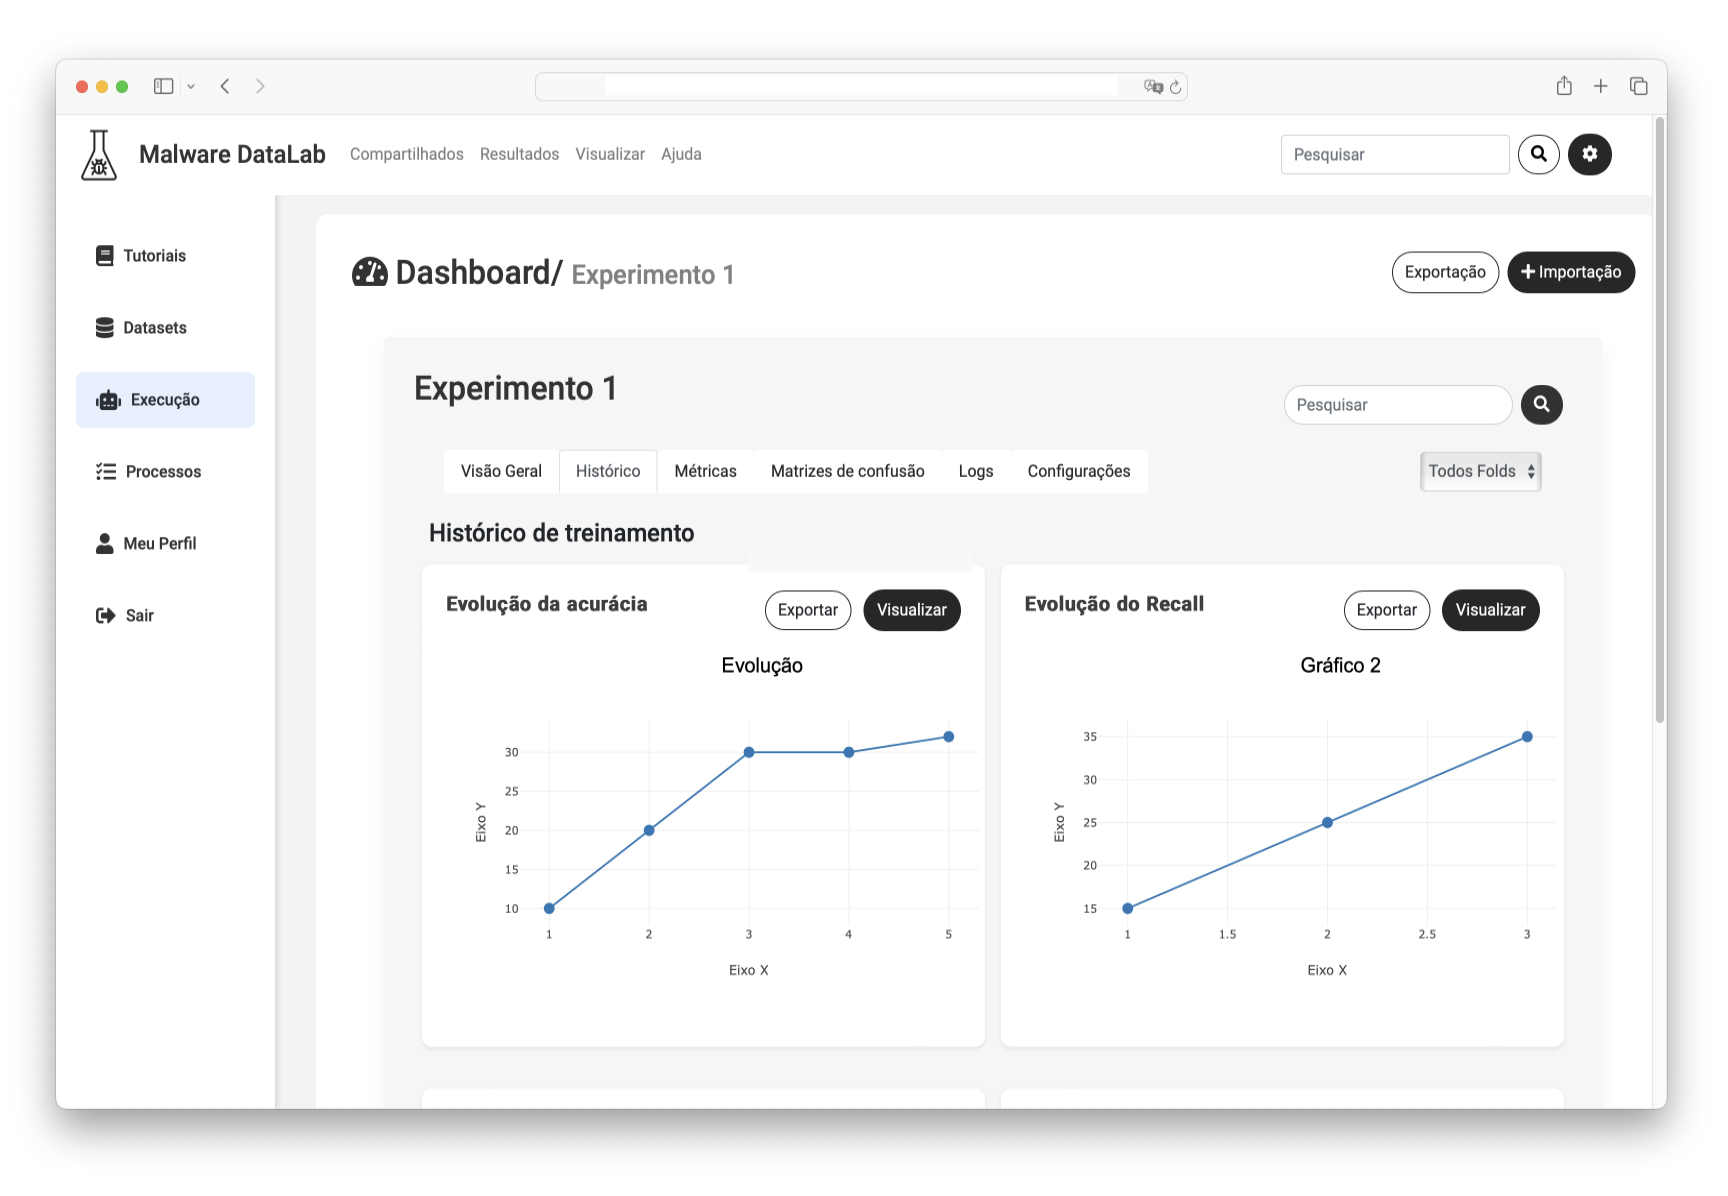 Malware DataLab Compartilhados Resultados Visualizar Ajuda Pesquisar
Tutoriais
Datasets
Execução
Processos
Meu Perfil
Sair
Dashboard/ Experimento 1 Exportação + Importação
Experimento 1
Pesquisar
Visão Geral Histórico Métricas Matrizes de confusão Logs Configurações Todos Folds
Histórico de treinamento
Evolução da acurácia Exportar Visualizar
Evolução
30
25
20
15
10
Eixo Y
1 2 3 4 5
Eixo X
Evolução do Recall Exportar Visualizar
Gráfico 2
35
30
25
20
15
Eixo Y
1 1.5 2 2.5 3
Eixo X